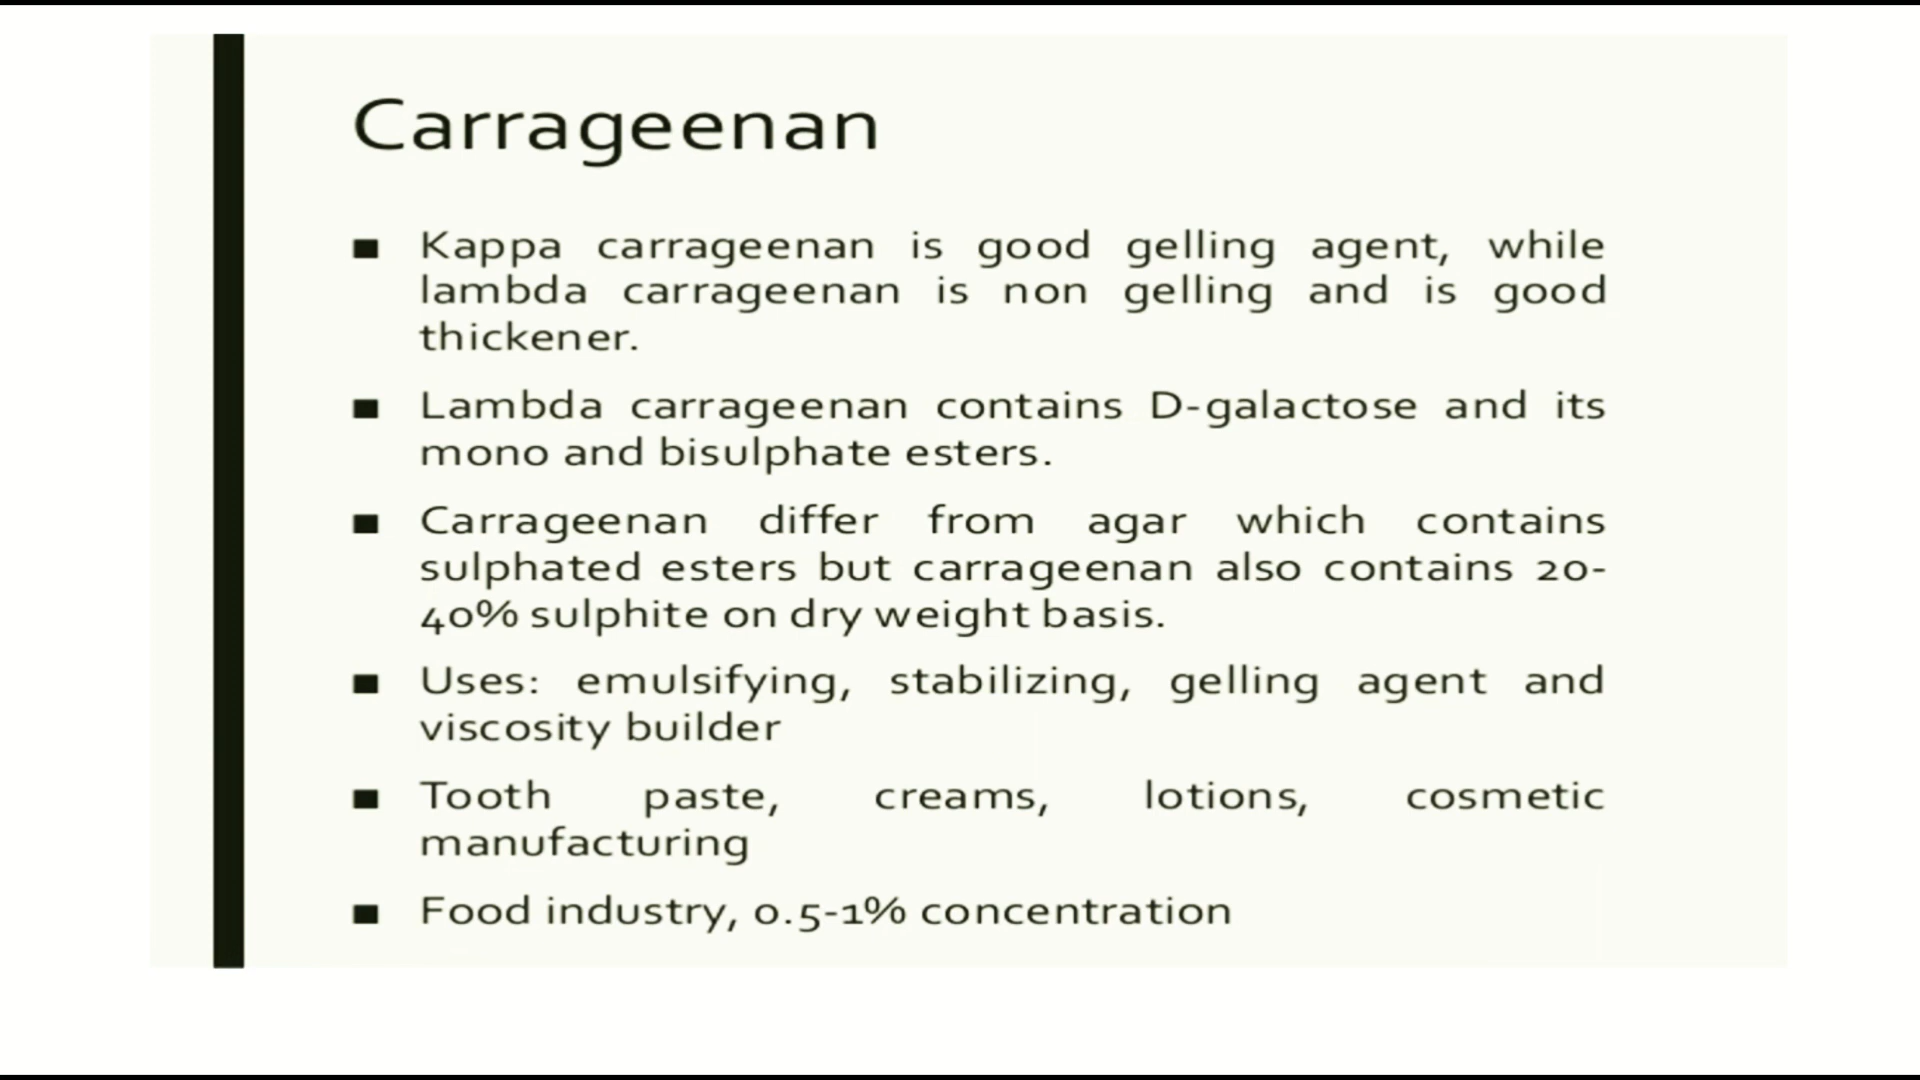 Carrageenan
■ Kappa carrageenan is good gelling agent, while
lambda carrageenan is non gelling and is good
thickener.
■ Lambda carrageenan contains D-galactose and its
mono and bisulphate esters.
■ Carrageenan differ from agar which contains
sulphated esters but carrageenan also contains 20-
40% sulphite on dry weight basis.
■ Uses: emulsifying, stabilizing, gelling agent and
viscosity builder
■ Tooth paste, creams, lotions, cosmetic
manufacturing
■ Food industry, 0.5-1% concentration